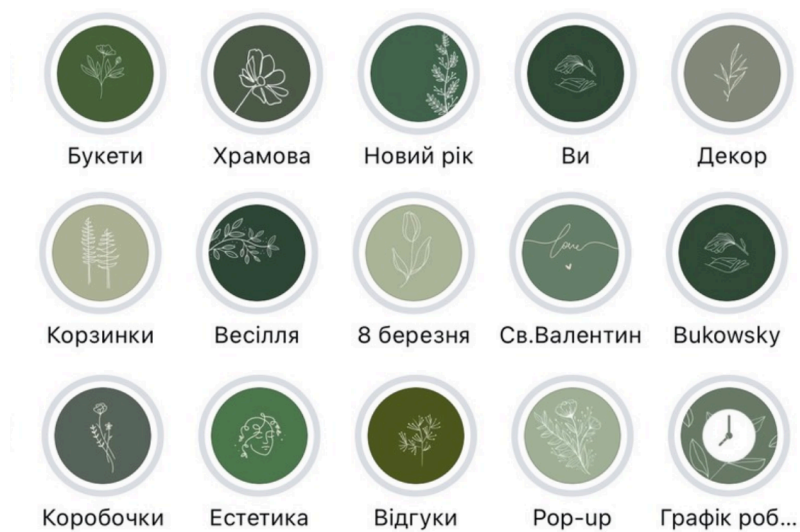 Букети Храмова Новий рік Ви Декор
Корзинки Весілля 8 березня Св.Валентин Bukowsky
love
Коробочки Естетика Відгуки Pop-up Графік роб...